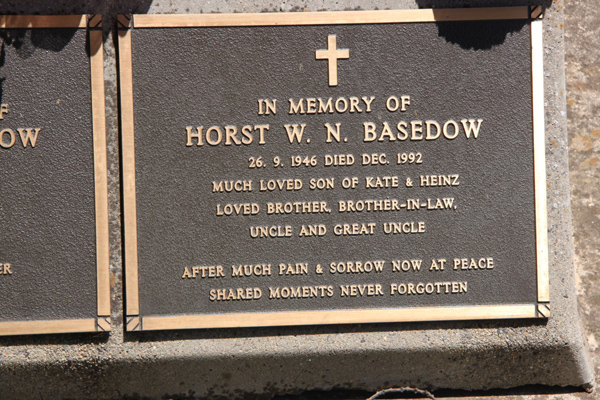 IN MEMORY OF
HORST W. N. BASEDOW
26. 9. 1946 DIED DEC. 1992
MUCH LOVED SON OF KATE & HEINZ
LOVED BROTHER, BROTHER-IN-LAW,
UNCLE AND GREAT UNCLE
AFTER MUCH PAIN & SORROW NOW AT PEACE
SHARED MOMENTS NEVER FORGOTTEN